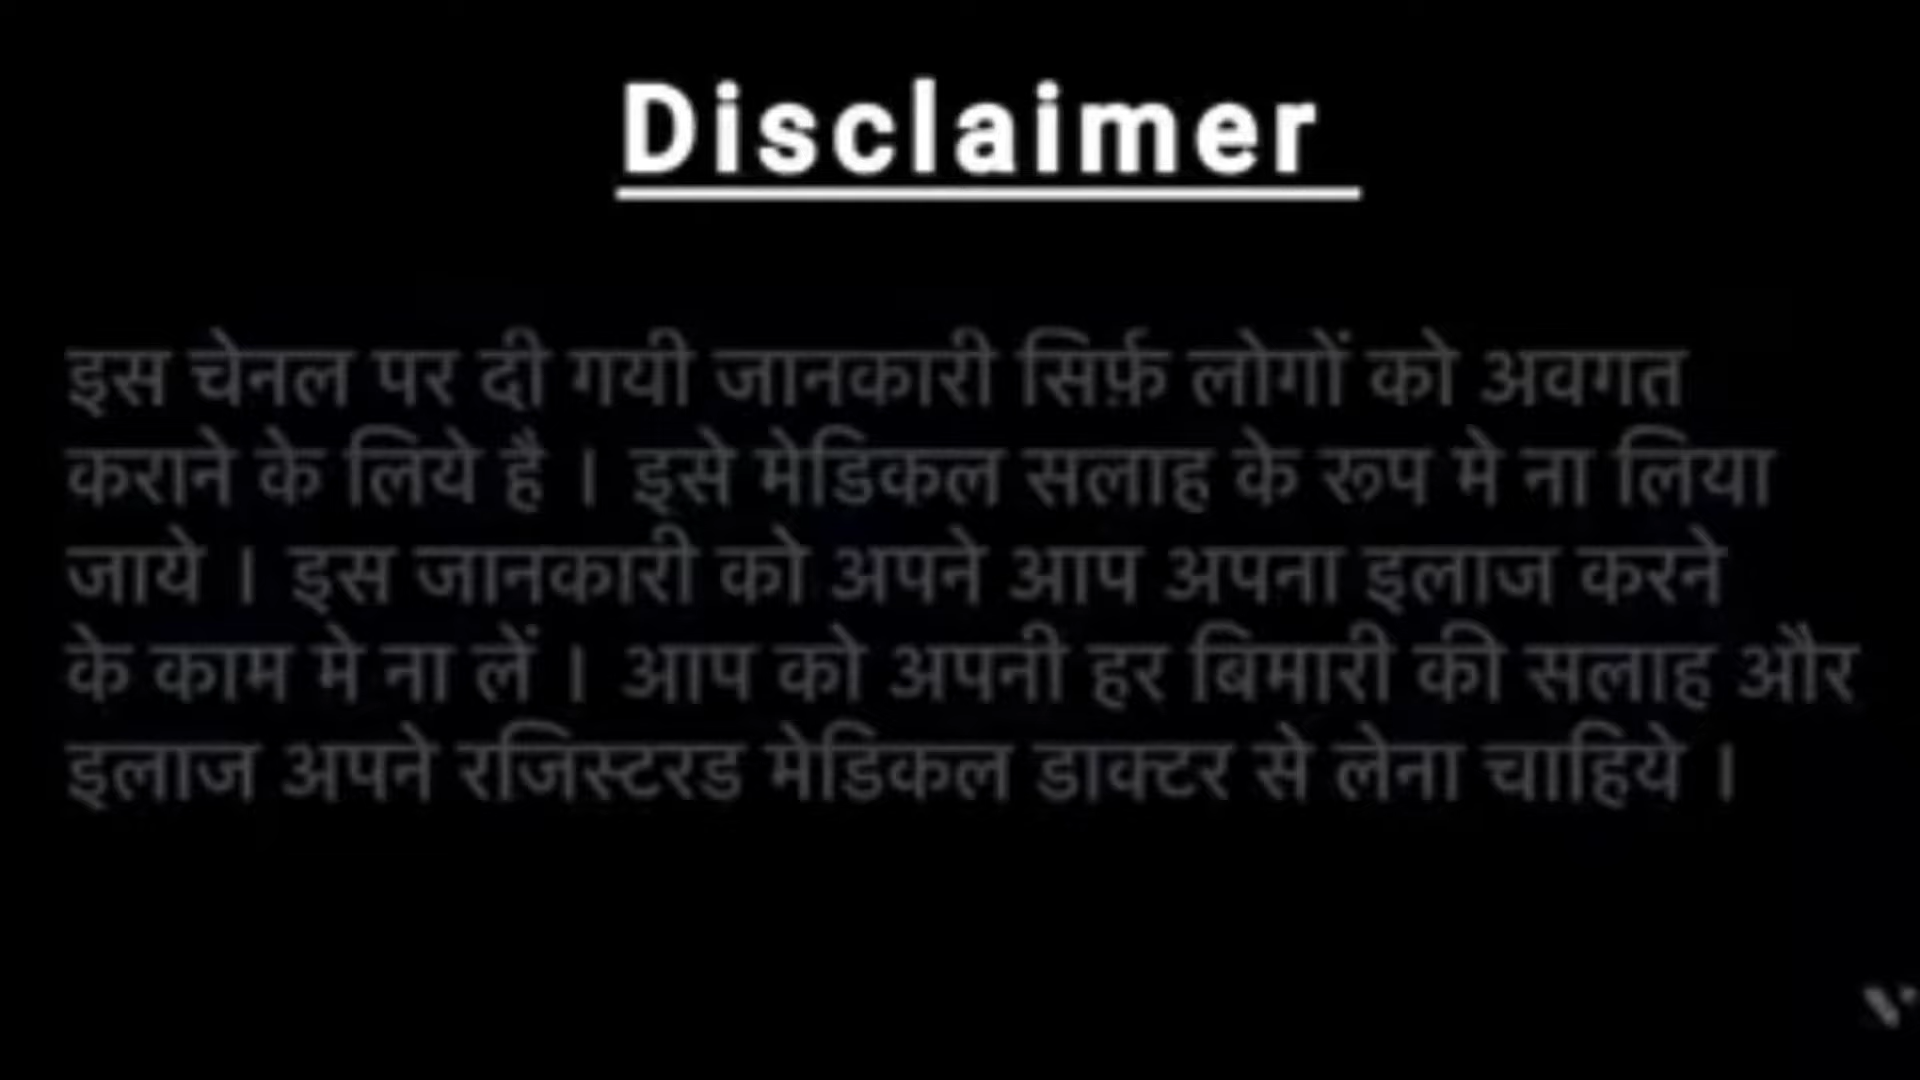 Disclaimer
इस चेनल पर दी गयी जानकारी सिर्फ़ लोगों को अवगत
कराने के लिये है । इसे मेडिकल सलाह के रूप मे ना लिया
जाये । इस जानकारी को अपने आप अपना इलाज करने
के काम मे ना लें । आप को अपनी हर बिमारी की सलाह और
इलाज अपने रजिस्टरड मेडिकल डाक्टर से लेना चाहिये ।